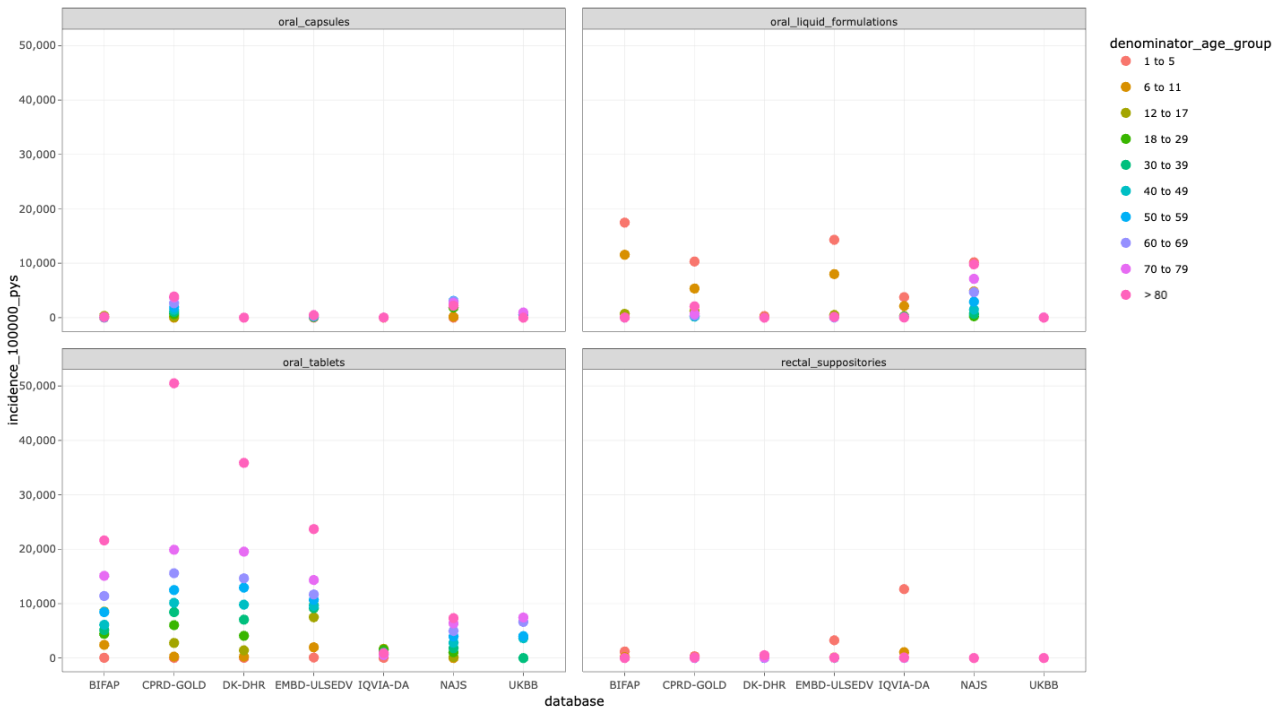 oral_capsules
oral_liquid_formulations
50,000
40,000
30,000
20,000
10,000
0
oral_tablets
rectal_suppositories
50,000
40,000
30,000
20,000
10,000
0
BIFAP CPRD-GOLD DK-DHR EMBD-ULSEDV IQVIA-DA NAJS UKBB
BIFAP CPRD-GOLD DK-DHR EMBD-ULSEDV IQVIA-DA NAJS UKBB
database
incidence_100000_pys
denominator_age_group
1 to 5
6 to 11
12 to 17
18 to 29
30 to 39
40 to 49
50 to 59
60 to 69
70 to 79
> 80